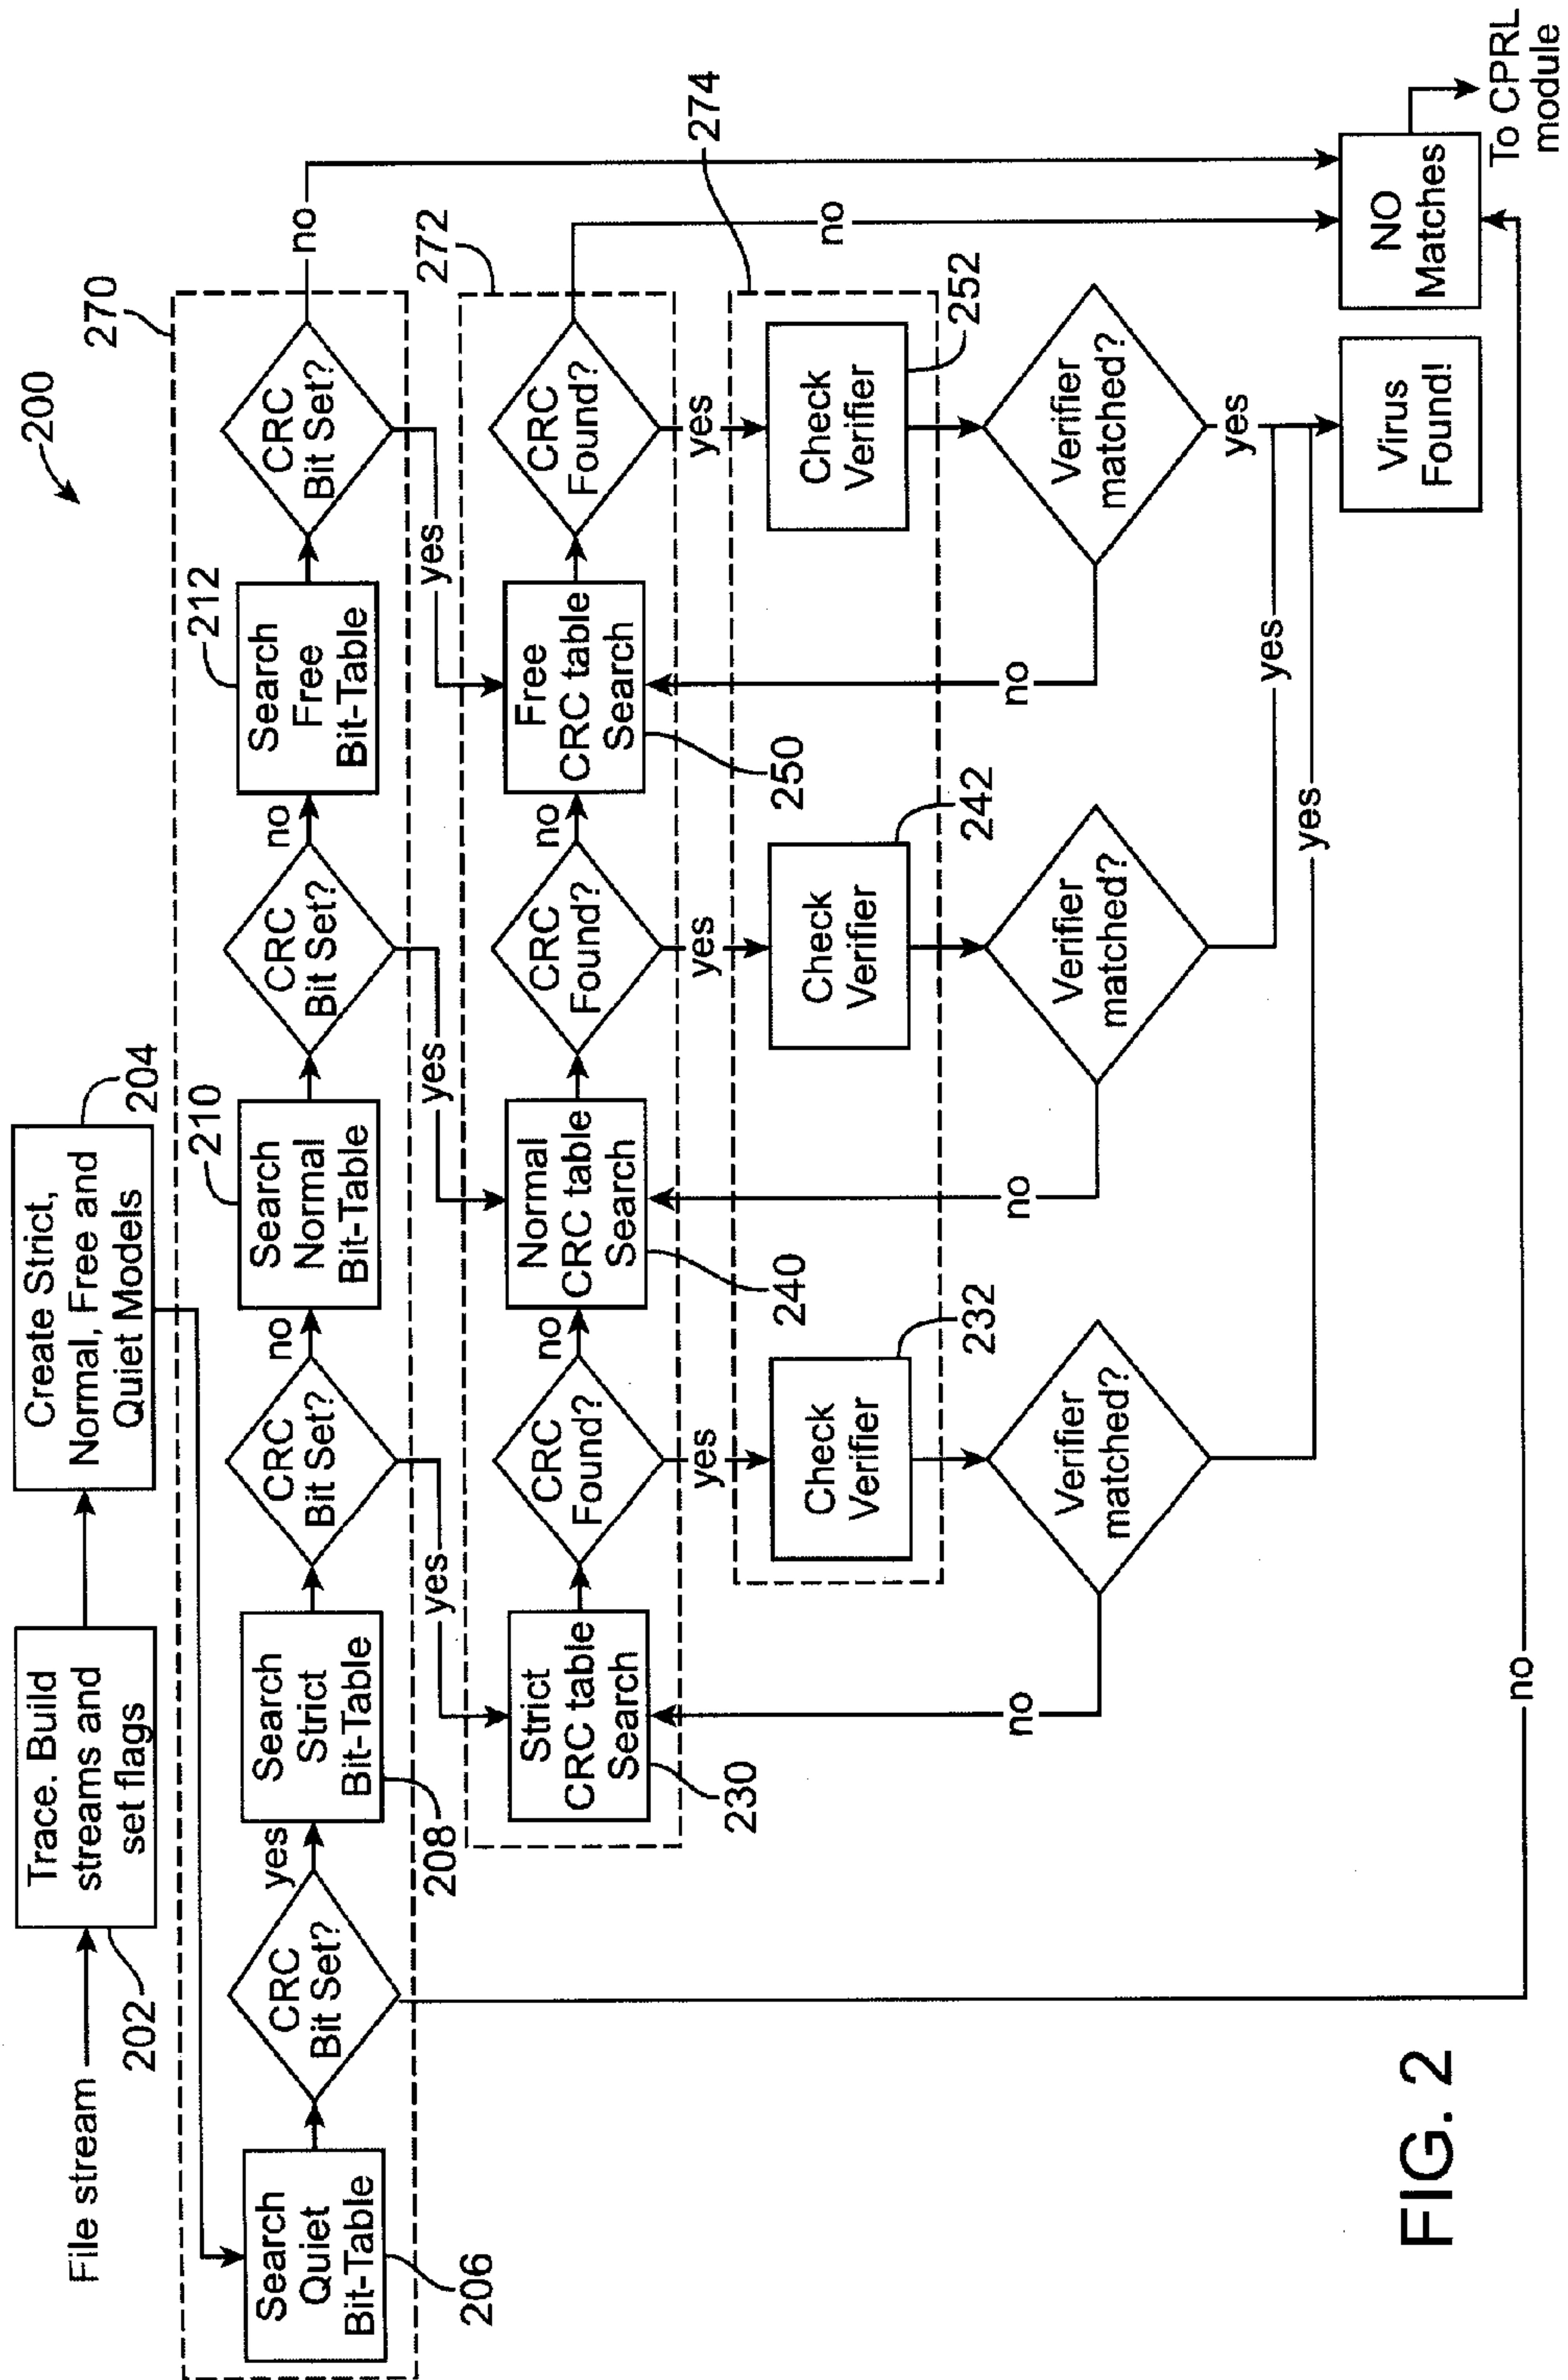 200
File stream
Trace. Build
streams and
set flags
202
Create Strict,
Normal, Free and
Quiet Models
204
270
Search
Quiet
Bit-Table
206
CRC
Bit Set?
yes
Search
Strict
Bit-Table
208
CRC
Bit Set?
no
Search
Normal
Bit-Table
210
CRC
Bit Set?
no
Search
Free
Bit-Table
212
CRC
Bit Set?
no
yes
yes
yes
272
Strict
CRC table
Search
230
CRC
Found?
no
Normal
CRC table
Search
240
CRC
Found?
no
Free
CRC table
Search
250
CRC
Found?
no
yes
yes
yes
274
Check
Verifier
232
Check
Verifier
242
Check
Verifier
252
no
Verifier
matched?
no
Verifier
matched?
no
Verifier
matched?
yes
yes
yes
Virus
Found!
NO
Matches
To CPRL
module
no
FIG. 2